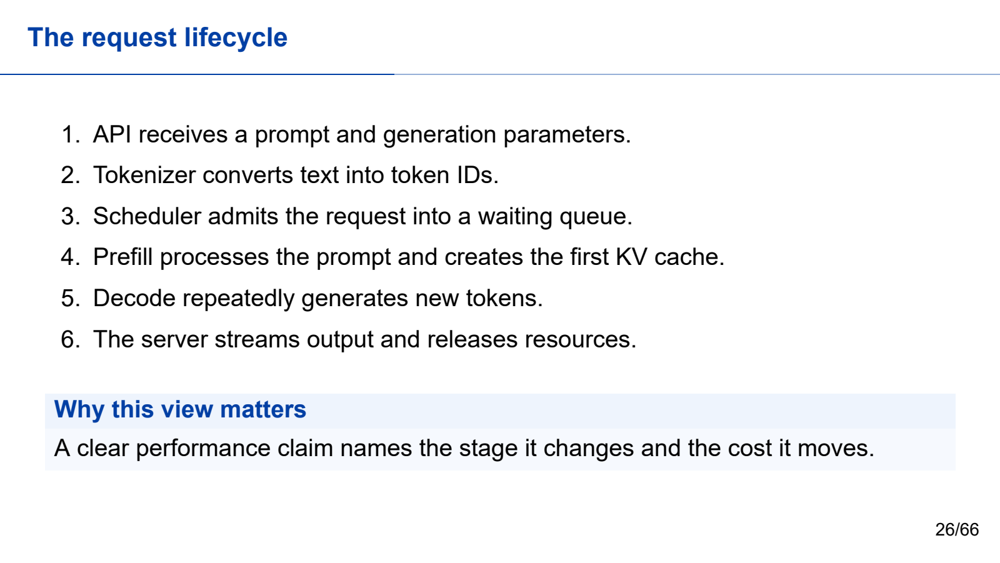 The request lifecycle
1. API receives a prompt and generation parameters.
2. Tokenizer converts text into token IDs.
3. Scheduler admits the request into a waiting queue.
4. Prefill processes the prompt and creates the first KV cache.
5. Decode repeatedly generates new tokens.
6. The server streams output and releases resources.
Why this view matters
A clear performance claim names the stage it changes and the cost it moves.
26/66